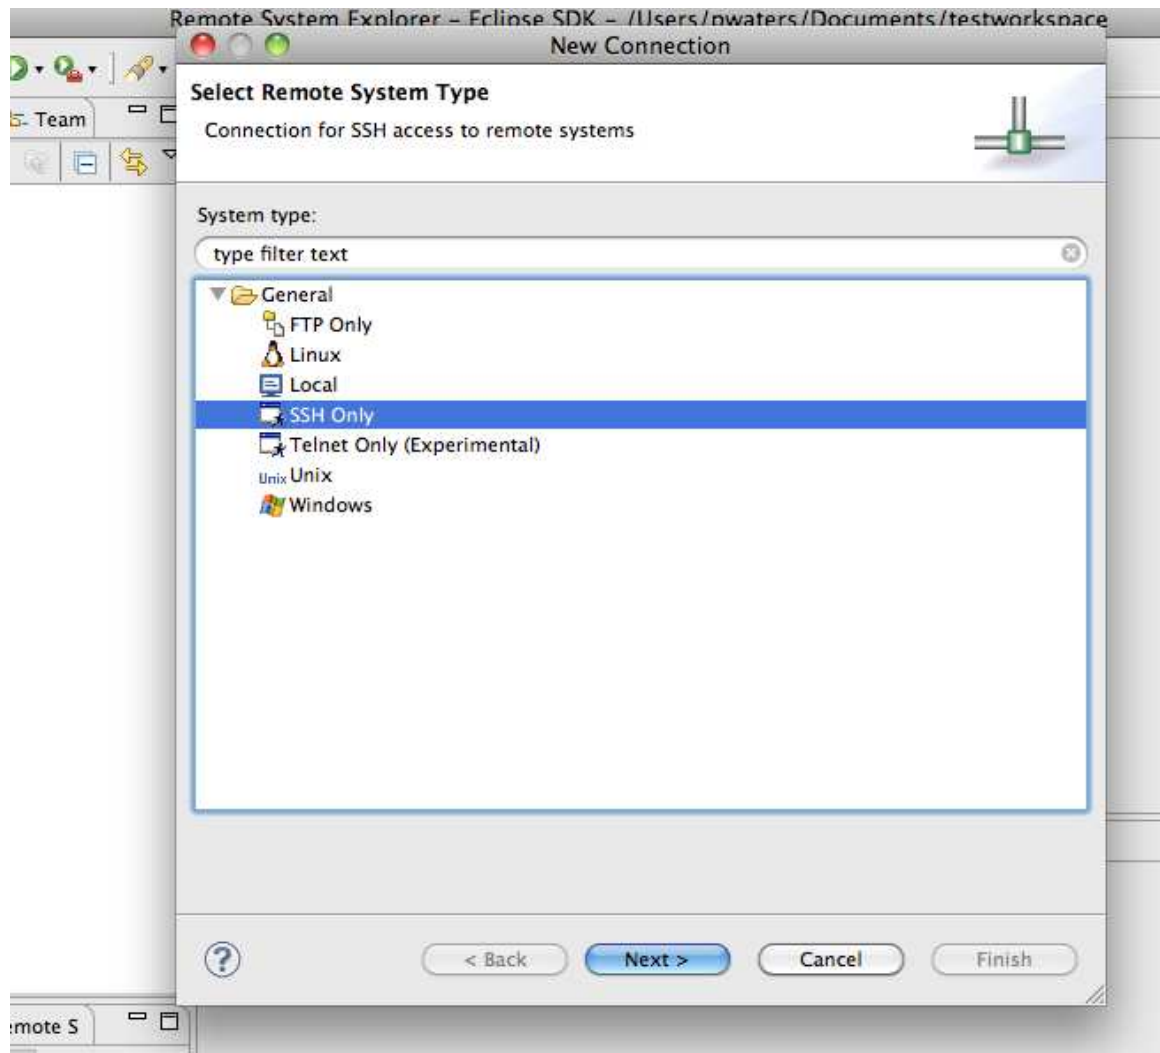 Remote System Explorer – Eclipse SDK – /Users/pwaters/Documents/testworkspace
New Connection
Team
Select Remote System Type
Connection for SSH access to remote systems
System type:
type filter text
General
FTP Only
Linux
Local
SSH Only
Telnet Only (Experimental)
Unix Unix
Windows
?
< Back
Next >
Cancel
Finish
emote S